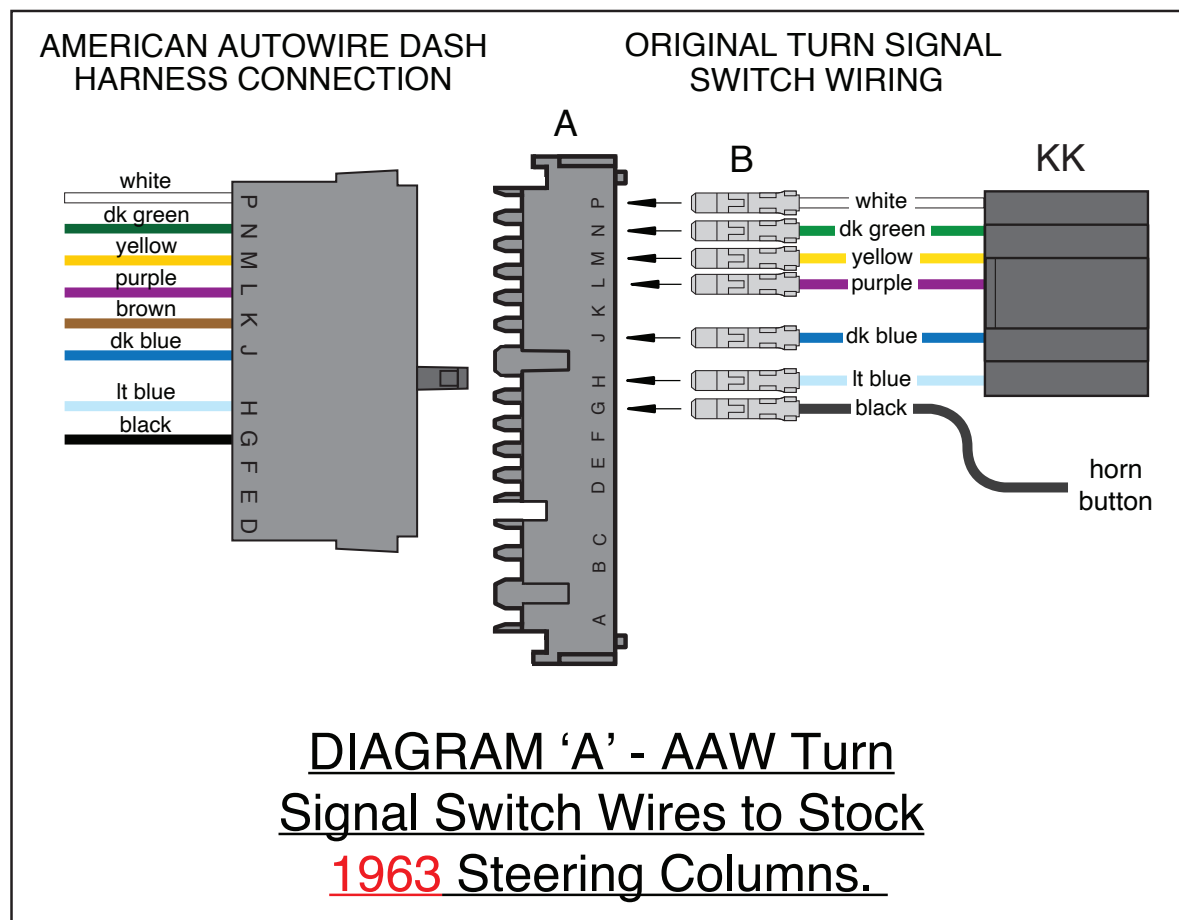 AMERICAN AUTOWIRE DASH
HARNESS CONNECTION
ORIGINAL TURN SIGNAL
SWITCH WIRING
A
B
KK
white
dk green
yellow
purple
brown
dk blue
lt blue
black
P
N
M
L
K
J
H
G
F
E
D
P
N
M
L
K
J
H
G
F
E
D
C
B
A
white
dk green
yellow
purple
dk blue
lt blue
black
horn
button
DIAGRAM ‘A’ - AAW Turn
Signal Switch Wires to Stock
1963 Steering Columns.